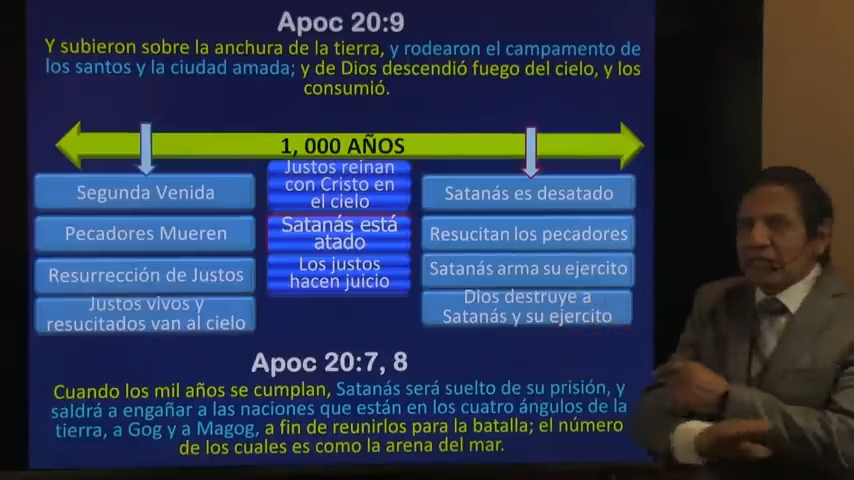 Apoc 20:9
Y subieron sobre la anchura de la tierra, y rodearon el campamento de
los santos y la ciudad amada; y de Dios descendió fuego del cielo, y los
consumió.
1, 000 AÑOS
Segunda Venida
Pecadores Mueren
Resurrección de Justos
Justos vivos y
resucitados van al cielo
Justos reinan
con Cristo en
el cielo
Satanás está
atado
Los justos
hacen juicio
Satanás es desatado
Resucitan los pecadores
Satanás arma su ejercito
Dios destruye a
Satanás y su ejercito
Apoc 20:7, 8
Cuando los mil años se cumplan, Satanás será suelto de su prisión, y
saldrá a engañar a las naciones que están en los cuatro ángulos de la
tierra, a Gog y a Magog, a fin de reunirlos para la batalla; el número
de los cuales es como la arena del mar.